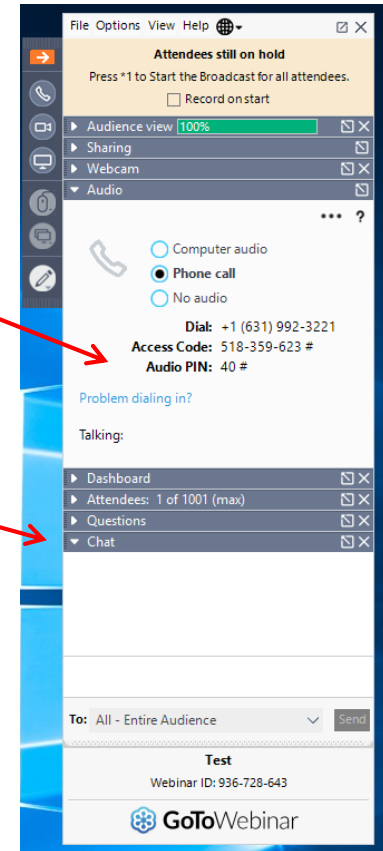 File Options View Help
Attendees still on hold
Press *1 to Start the Broadcast for all attendees.
Record on start
Audience view 100%
Sharing
Webcam
Audio
... ?
Computer audio
Phone call
No audio
Dial: +1 (631) 992-3221
Access Code: 518-359-623 #
Audio PIN: 40 #
Problem dialing in?
Talking:
Dashboard
Attendees: 1 of 1001 (max)
Questions
Chat
To: All - Entire Audience Send
Test
Webinar ID: 936-728-643
GoToWebinar